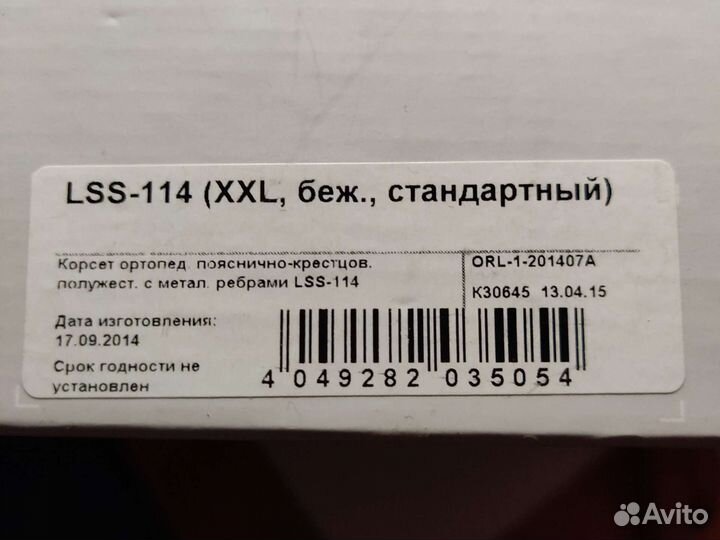 LSS-114 (XXL, беж., стандартный)
Корсет ортопед. пояснично-крестцов.
полужест. с метал. ребрами LSS-114
ORL-1-201407A
К30645 13.04.15
Дата изготовления:
17.09.2014
Срок годности не
установлен
4 049282 035054
Avito